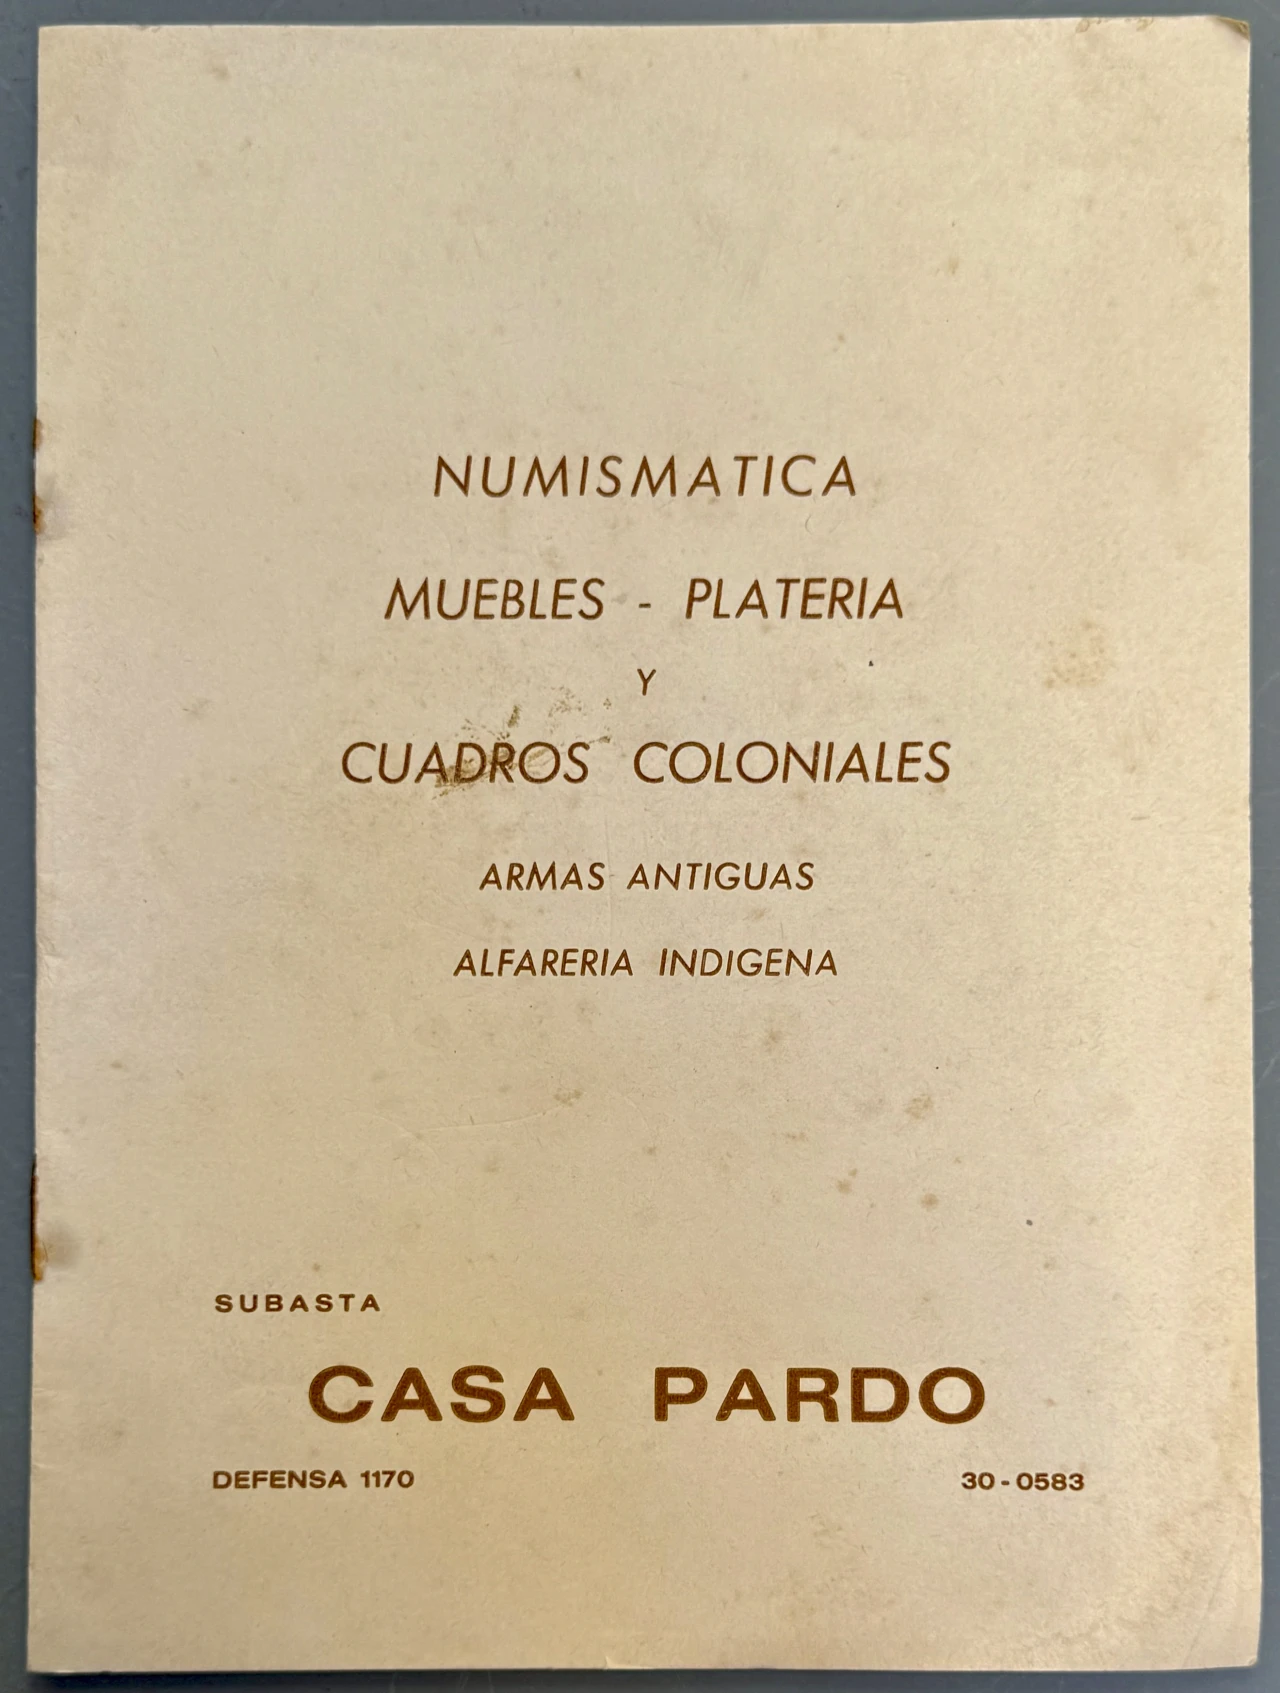 NUMISMATICA
MUEBLES - PLATERIA
Y
CUADROS COLONIALES
ARMAS ANTIGUAS
ALFARERIA INDIGENA
SUBASTA
CASA PARDO
DEFENSA 1170 30-0583